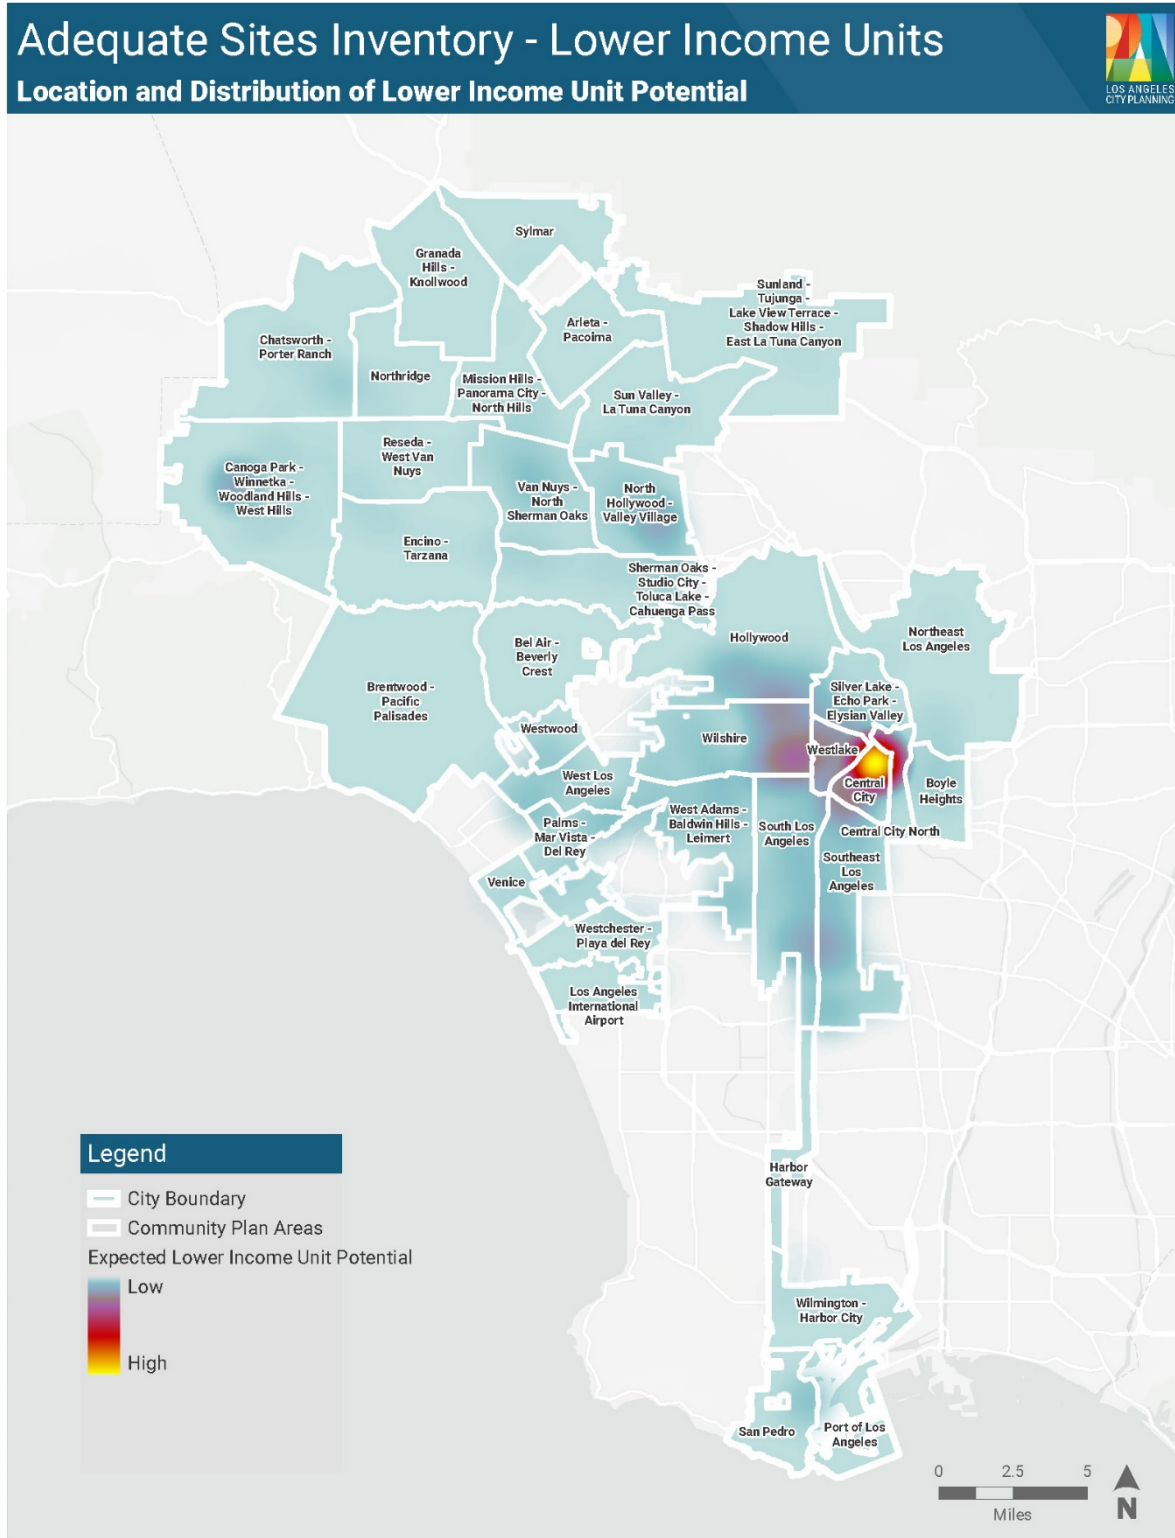 Adequate Sites Inventory - Lower Income Units
Location and Distribution of Lower Income Unit Potential
LOS ANGELES
CITY PLANNING
Sylmar
Granada
Hills -
Knollwood
Sunland -
Tujunga -
Lake View Terrace -
Shadow Hills -
East La Tuna Canyon
Arleta -
Pacoima
Chatsworth -
Porter Ranch
Northridge
Mission Hills -
Panorama City -
North Hills
Sun Valley -
La Tuna Canyon
Reseda -
West Van
Nuys
Canoga Park -
Winnetka -
Woodland Hills -
West Hills
Van Nuys -
North
Sherman Oaks
North
Hollywood -
Valley Village
Encino -
Tarzana
Sherman Oaks -
Studio City -
Toluca Lake -
Cahuenga Pass
Hollywood
Northeast
Los Angeles
Bel Air -
Beverly
Crest
Brentwood -
Pacific
Palisades
Silver Lake -
Echo Park -
Elysian Valley
Westwood
Wilshire
Westlake
West Los
Angeles
Central
City
Boyle
Heights
West Adams -
Baldwin Hills -
Leimert
South Los
Angeles
Central City North
Palms -
Mar Vista -
Del Rey
Southeast
Los
Angeles
Venice
Westchester -
Playa del Rey
Los Angeles
International
Airport
Harbor
Gateway
Wilmington -
Harbor City
San Pedro
Port of Los
Angeles
Legend
City Boundary
Community Plan Areas
Expected Lower Income Unit Potential
Low
High
0 2.5 5
Miles
N